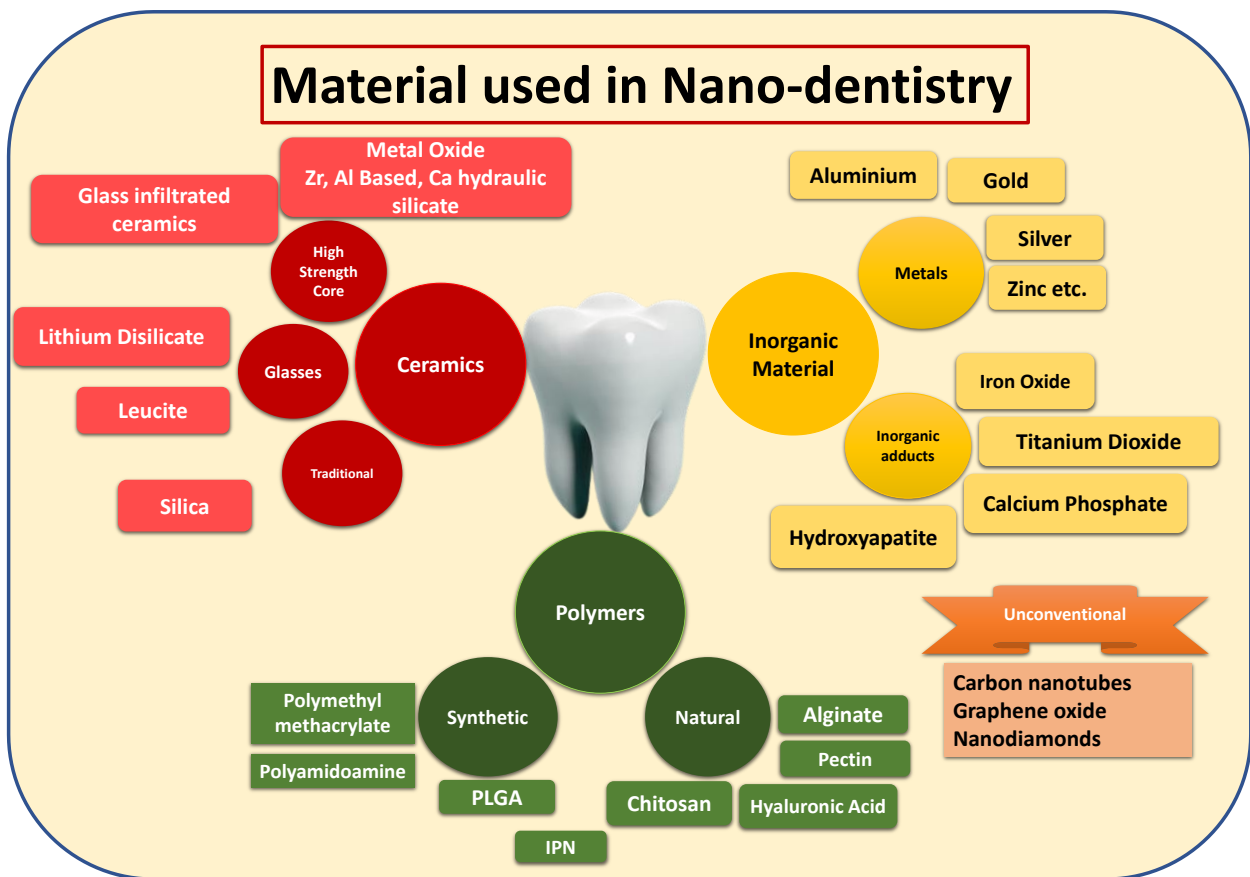 Material used in Nano-dentistry
Metal Oxide
Zr, Al Based, Ca hydraulic
silicate
Glass infiltrated
ceramics
High
Strength
Core
Lithium Disilicate
Glasses
Ceramics
Leucite
Traditional
Silica
Aluminium
Gold
Silver
Metals
Zinc etc.
Inorganic
Material
Iron Oxide
Inorganic
adducts
Titanium Dioxide
Calcium Phosphate
Hydroxyapatite
Polymers
Synthetic
Polymethyl
methacrylate
Polyamidoamine
PLGA
IPN
Natural
Alginate
Pectin
Chitosan
Hyaluronic Acid
Unconventional
Carbon nanotubes
Graphene oxide
Nanodiamonds